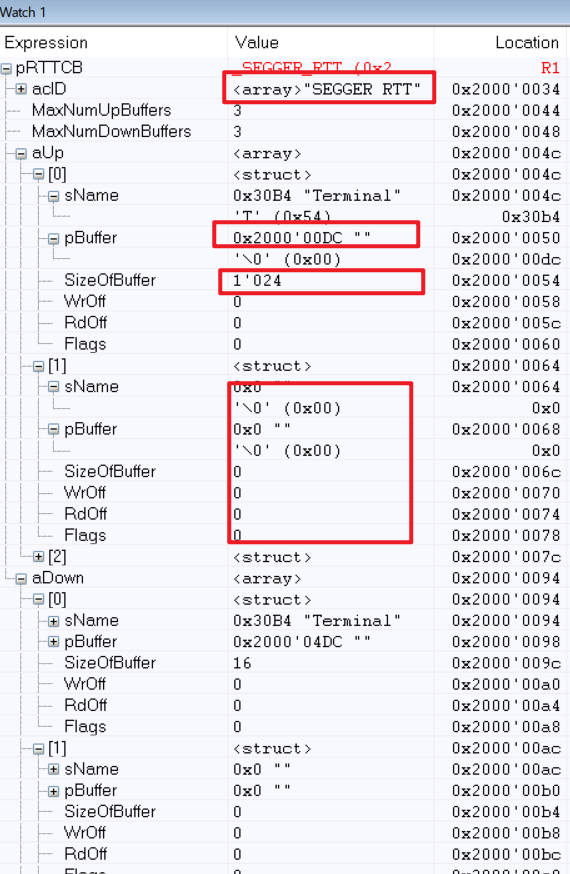 Watch 1
Expression Value Location
pRTTCB _SEGGER_RTT (0x2 R1
acID <array>"SEGGER RTT" 0x2000'0034
MaxNumUpBuffers 3 0x2000'0044
MaxNumDownBuffers 3 0x2000'0048
aUp <array> 0x2000'004c
[0] <struct> 0x2000'004c
sName 0x30B4 "Terminal" 0x2000'004c
'T' (0x54) 0x30b4
pBuffer 0x2000'00DC "" 0x2000'0050
'\0' (0x00) 0x2000'00dc
SizeOfBuffer 1'024 0x2000'0054
WrOff 0 0x2000'0058
RdOff 0 0x2000'005c
Flags 0 0x2000'0060
[1] <struct> 0x2000'0064
sName 0x0 "" 0x2000'0064
'\0' (0x00) 0x0
pBuffer 0x0 "" 0x2000'0068
'\0' (0x00) 0x0
SizeOfBuffer 0 0x2000'006c
WrOff 0 0x2000'0070
RdOff 0 0x2000'0074
Flags 0 0x2000'0078
[2] <struct> 0x2000'007c
aDown <array> 0x2000'0094
[0] <struct> 0x2000'0094
sName 0x30B4 "Terminal" 0x2000'0094
pBuffer 0x2000'04DC "" 0x2000'0098
SizeOfBuffer 16 0x2000'009c
WrOff 0 0x2000'00a0
RdOff 0 0x2000'00a4
Flags 0 0x2000'00a8
[1] <struct> 0x2000'00ac
sName 0x0 "" 0x2000'00ac
pBuffer 0x0 "" 0x2000'00b0
SizeOfBuffer 0 0x2000'00b4
WrOff 0 0x2000'00b8
RdOff 0 0x2000'00bc